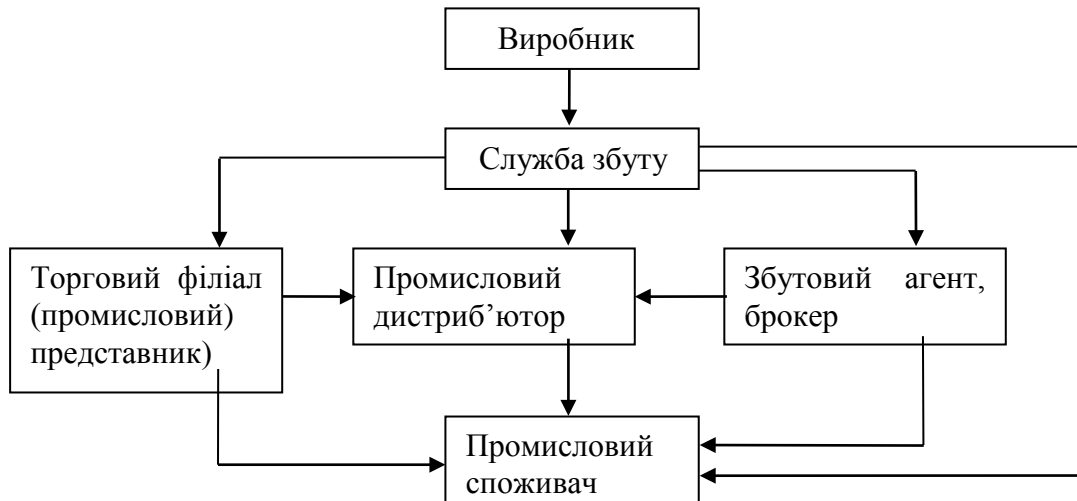 Виробник
Служба збуту
Торговий філіал
(промисловий)
представник)
Промисловий
дистриб’ютор
Збутовий агент,
брокер
Промисловий
споживач